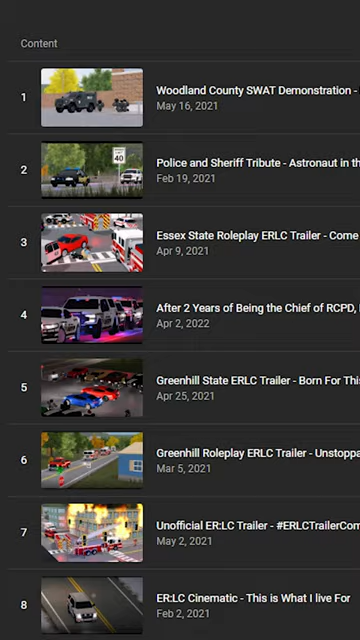 Content
1
Woodland County SWAT Demonstration -
May 16, 2021
2
Police and Sheriff Tribute - Astronaut in th
Feb 19, 2021
3
Essex State Roleplay ERLC Trailer - Come
Apr 9, 2021
4
After 2 Years of Being the Chief of RCPD,
Apr 2, 2022
5
Greenhill State ERLC Trailer - Born For This
Apr 25, 2021
6
Greenhill Roleplay ERLC Trailer - Unstoppa
Mar 5, 2021
7
Unofficial ER:LC Trailer - #ERLCTrailerCom
May 2, 2021
8
ER:LC Cinematic - This is What I live For
Feb 2, 2021
SPEED LIMIT 40